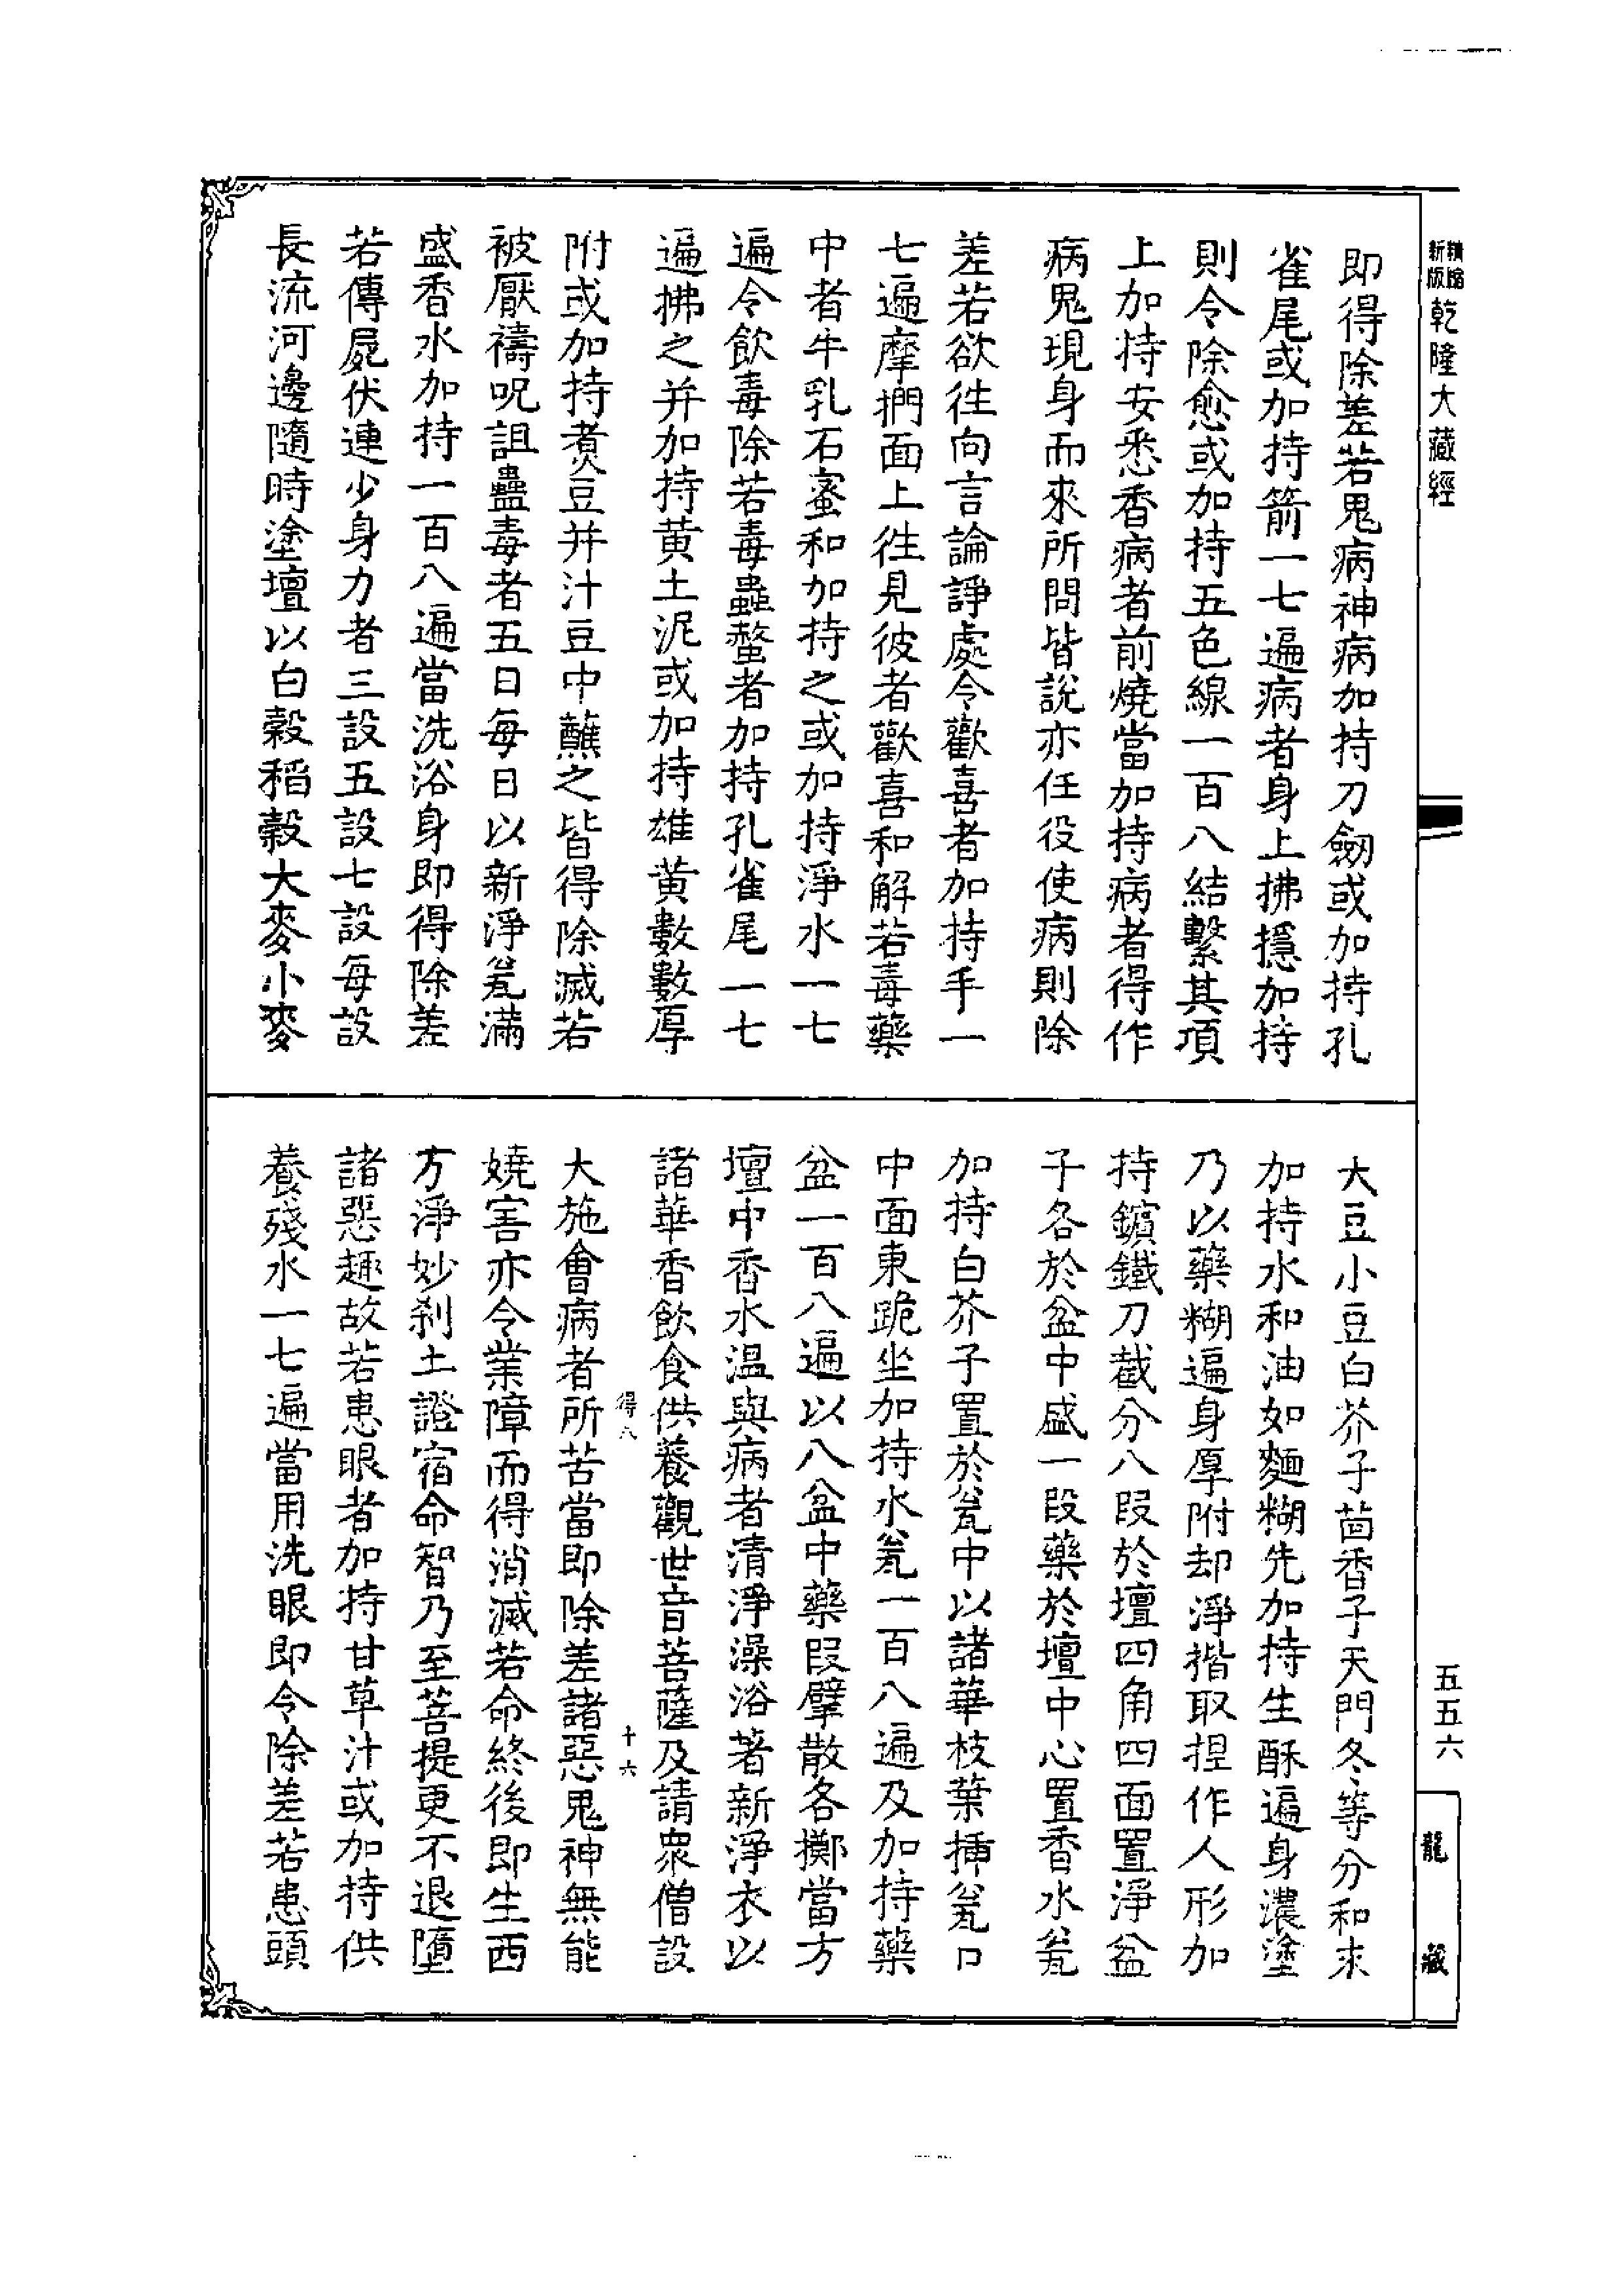 精縮
新版
乾隆大藏經
即得除差若鬼病神病加持刀劒或加持孔
雀尾或加持箭一七遍病者身上拂擾加持
則令除愈或加持五色線一百八結繫其項
上加持安悉香病者前燒當加持病者得作
病鬼現身而來所問皆說亦任役使病則除
差若欲往向言論諍處令歡喜者加持手一
七遍摩捫面上往見彼者歡喜和解若毒藥
中者牛乳石蜜和加持之或加持淨水一七
遍令飲毒除若毒蟲螫者加持孔雀尾一七
遍拂之并加持黃土泥或加持雄黃數數厚
附或加持煑豆并汁豆中蘸之皆得除滅若
被厭禱呪詛蠱毒者五日每日以新淨瓮滿
盛香水加持一百八遍當洗浴身即得除差
若傳屍伏連少身力者三設五設七設每設
長流河邊隨時塗壇以白穀稻穀大麥小麥
大豆小豆白芥子茴香子天門冬等分和末
加持水和油如麵糊先加持生酥遍身濃塗
乃以藥糊遍身厚附却淨揩取捏作人形加
持鑌鐵刀截分八段於壇四角四面置淨盆
子各於盆中盛一段藥於壇中心置香水瓮
加持白芥子置於瓮中以諸華枝葉揷瓮口
中面東跪坐加持水瓮一百八遍及加持藥
盆一百八遍以八盆中藥段擘散各擲當方
壇中香水温與病者清淨澡浴著新淨衣以
諸華香飲食供養觀世音菩薩及請衆僧設
得八
十六
大施會病者所苦當即除差諸惡鬼神無能
嬈害亦令業障而得消滅若命終後即生西
方淨妙剎土證宿命智乃至菩提更不退墮
諸惡趣故若患眼者加持甘草汁或加持供
養殘水一七遍當用洗眼即令除差若患頭
五五六
龍藏